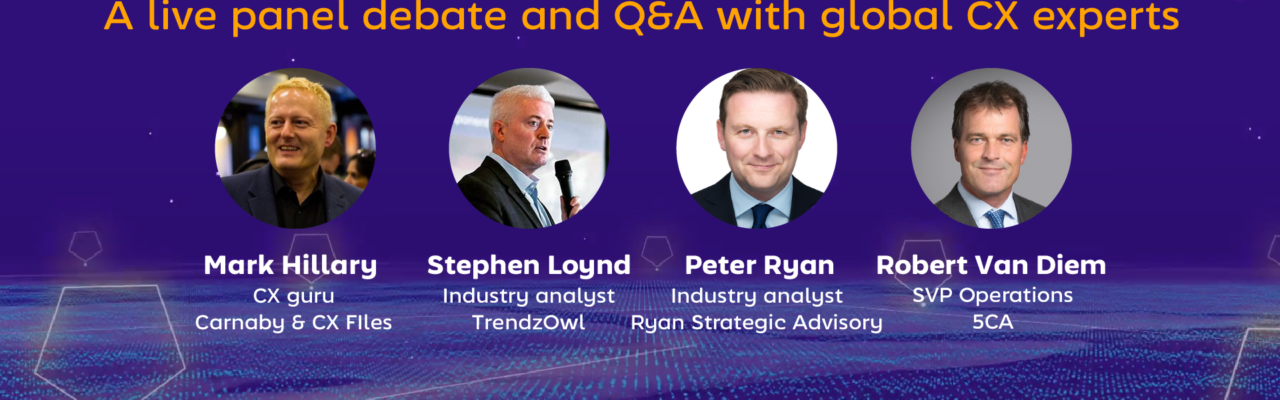 A live panel debate and Q&A with global CX experts
Mark Hillary
CX guru
Carnaby & CX FIles
Stephen Loynd
Industry analyst
TrendzOwl
Peter Ryan
Industry analyst
Ryan Strategic Advisory
Robert Van Diem
SVP Operations
5CA